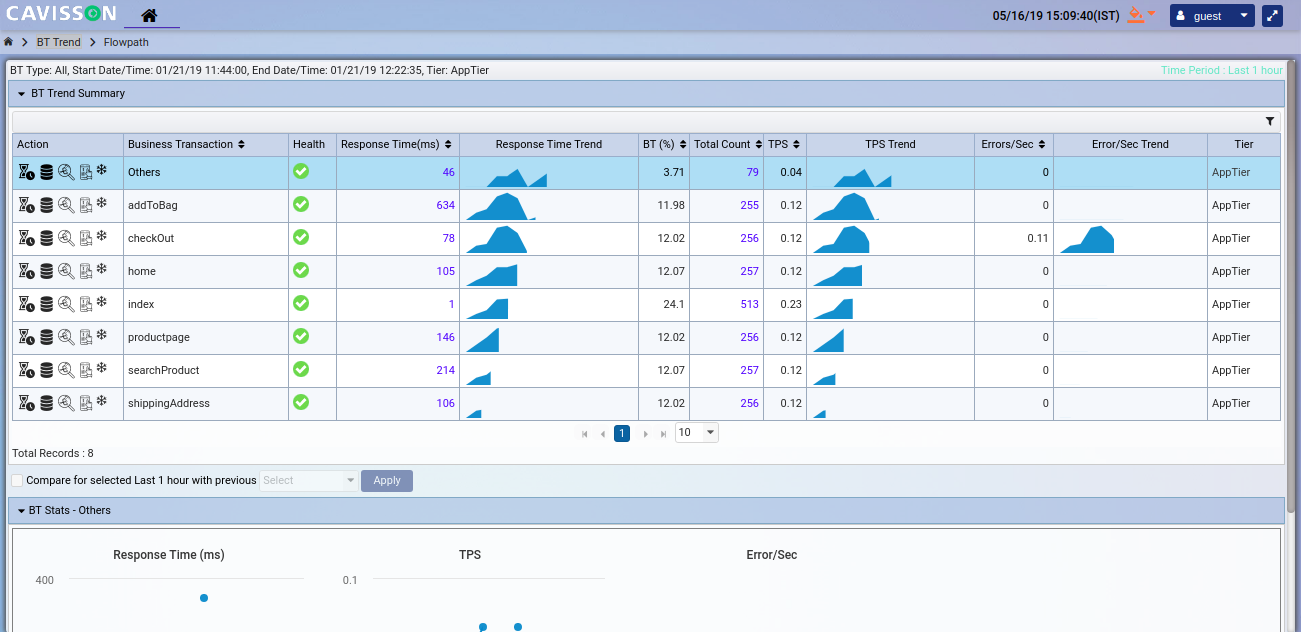 CAVISSON
05/16/19 15:09:40(IST)
guest
BT Trend
Flowpath
BT Type: All, Start Date/Time: 01/21/19 11:44:00, End Date/Time: 01/21/19 12:22:35, Tier: AppTier
Time Period : Last 1 hour
BT Trend Summary
Action Business Transaction Health Response Time(ms) Response Time Trend BT (%) Total Count TPS TPS Trend Errors/Sec Error/Sec Trend Tier
Others 46 3.71 79 0.04 0 AppTier
addToBag 634 11.98 255 0.12 0 AppTier
checkOut 78 12.02 256 0.12 0.11 AppTier
home 105 12.07 257 0.12 0 AppTier
index 1 24.1 513 0.23 0 AppTier
productpage 146 12.02 256 0.12 0 AppTier
searchProduct 214 12.07 257 0.12 0 AppTier
shippingAddress 106 12.02 256 0.12 0 AppTier
1 10
Total Records : 8
Compare for selected Last 1 hour with previous Select Apply
BT Stats - Others
Response Time (ms) TPS Error/Sec
400 0.1